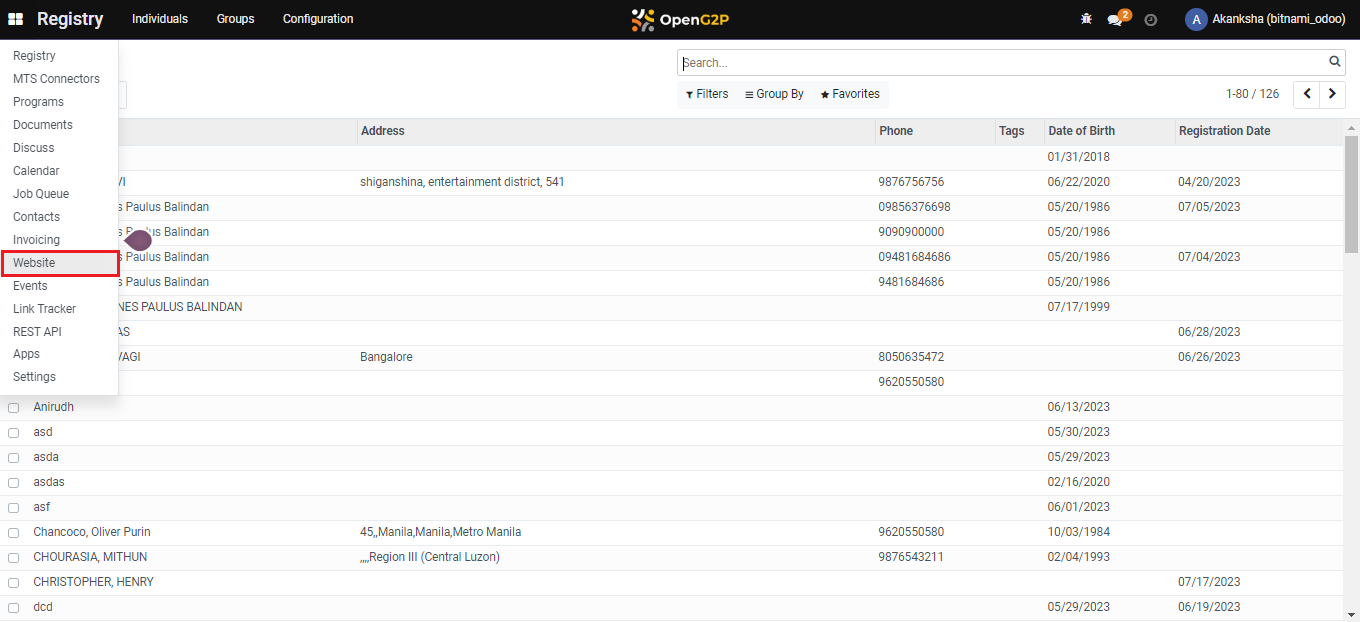 Registry Individuals Groups Configuration OpenG2P 2 A Akanksha (bitnami_odoo)
Registry
MTS Connectors
Programs
Documents
Discuss
Calendar
Job Queue
Contacts
Invoicing
Website
Events
Link Tracker
REST API
Apps
Settings
Search...
Filters Group By Favorites 1-80 / 126
Address Phone Tags Date of Birth Registration Date
01/31/2018
VI shiganshina, entertainment district, 541 9876756756 06/22/2020 04/20/2023
s Paulus Balindan 09856376698 05/20/1986 07/05/2023
s Paulus Balindan 9090900000 05/20/1986
s Paulus Balindan 09481684686 05/20/1986 07/04/2023
s Paulus Balindan 9481684686 05/20/1986
NES PAULUS BALINDAN 07/17/1999
AS 06/28/2023
VAGI Bangalore 8050635472 06/26/2023
9620550580
Anirudh 06/13/2023
asd 05/30/2023
asda 05/29/2023
asdas 02/16/2020
asf 06/01/2023
Chancoco, Oliver Purin 45,,Manila,Manila,Metro Manila 9620550580 10/03/1984
CHOURASIA, MITHUN ,,,,Region III (Central Luzon) 9876543211 02/04/1993
CHRISTOPHER, HENRY 07/17/2023
dcd 05/29/2023 06/19/2023